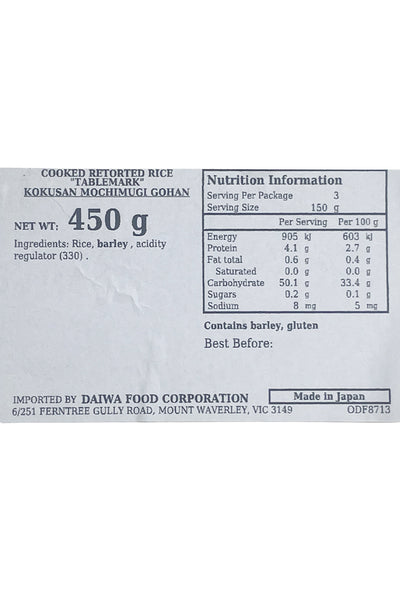 COOKED RETORTED RICE
"TABLEMARK"
KOKUSAN MOCHIMUGI GOHAN
NET WT: 450 g
Ingredients: Rice, barley , acidity
regulator (330) .
Nutrition Information
Serving Per Package 3
Serving Size 150 g
Per Serving Per 100 g
Energy 905 kJ 603 kJ
Protein 4.1 g 2.7 g
Fat total 0.6 g 0.4 g
Saturated 0.0 g 0.0 g
Carbohydrate 50.1 g 33.4 g
Sugars 0.2 g 0.1 g
Sodium 8 mg 5 mg
Contains barley, gluten
Best Before:
IMPORTED BY DAIWA FOOD CORPORATION
6/251 FERNTREE GULLY ROAD, MOUNT WAVERLEY, VIC 3149
Made in Japan
ODF8713